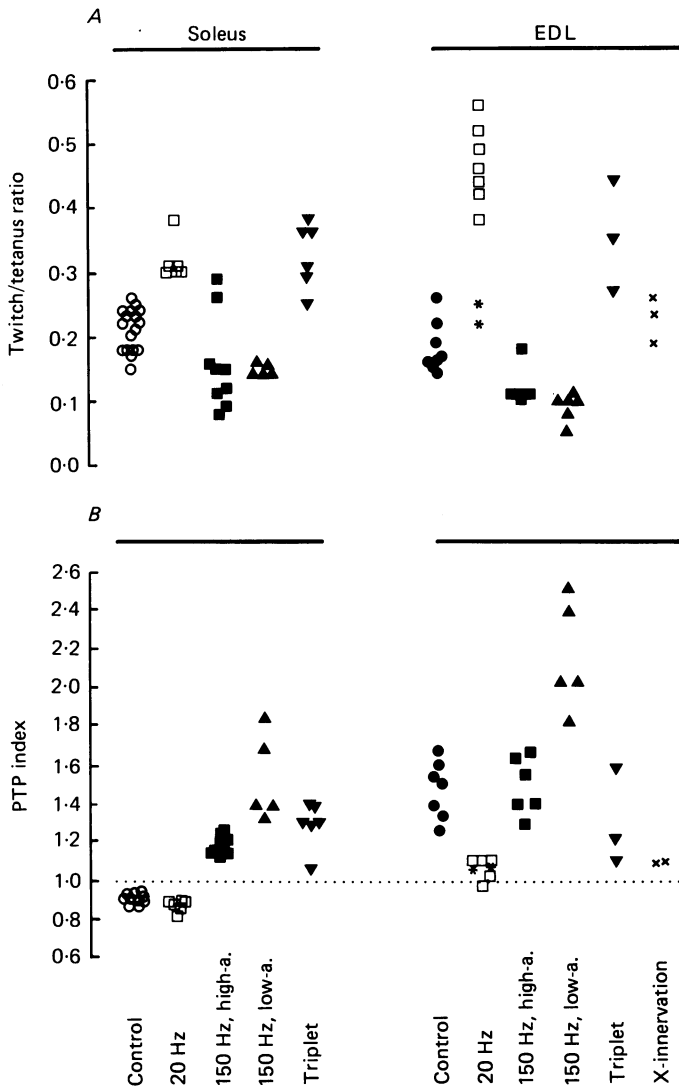 A
Soleus
EDL
Twitch/tetanus ratio
0·6
0·5
0·4
0·3
0·2
0·1
0·0
B
PTP index
2·6
2·4
2·2
2·0
1·8
1·6
1·4
1·2
1·0
0·8
0·6
Control
20 Hz
150 Hz, high-a.
150 Hz, low-a.
Triplet
Control
20 Hz
150 Hz, high-a.
150 Hz, low-a.
Triplet
X-innervation